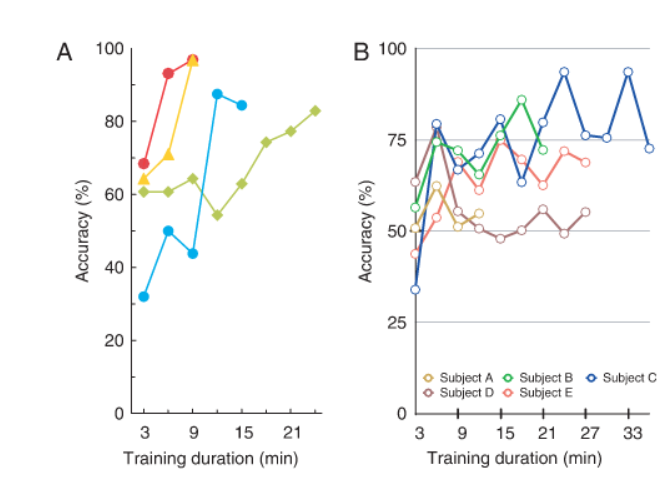 A
100
80
60
40
20
0
Accuracy (%)
3 9 15 21
Training duration (min)
B
100
75
50
25
0
Accuracy (%)
Subject A Subject B Subject C
Subject D Subject E
3 9 15 21 27 33
Training duration (min)